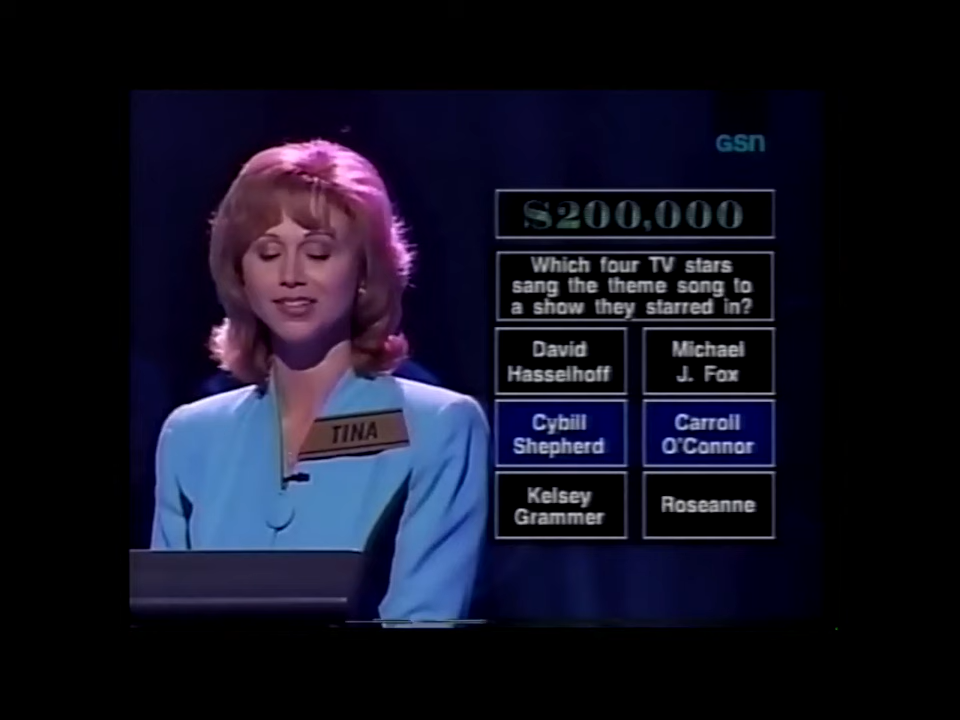 GSN
$200,000
Which four TV stars
sang the theme song to
a show they starred in?
David
Hasselhoff
Michael
J. Fox
Cybill
Shepherd
Carroll
O'Connor
TINA
Kelsey
Grammer
Roseanne